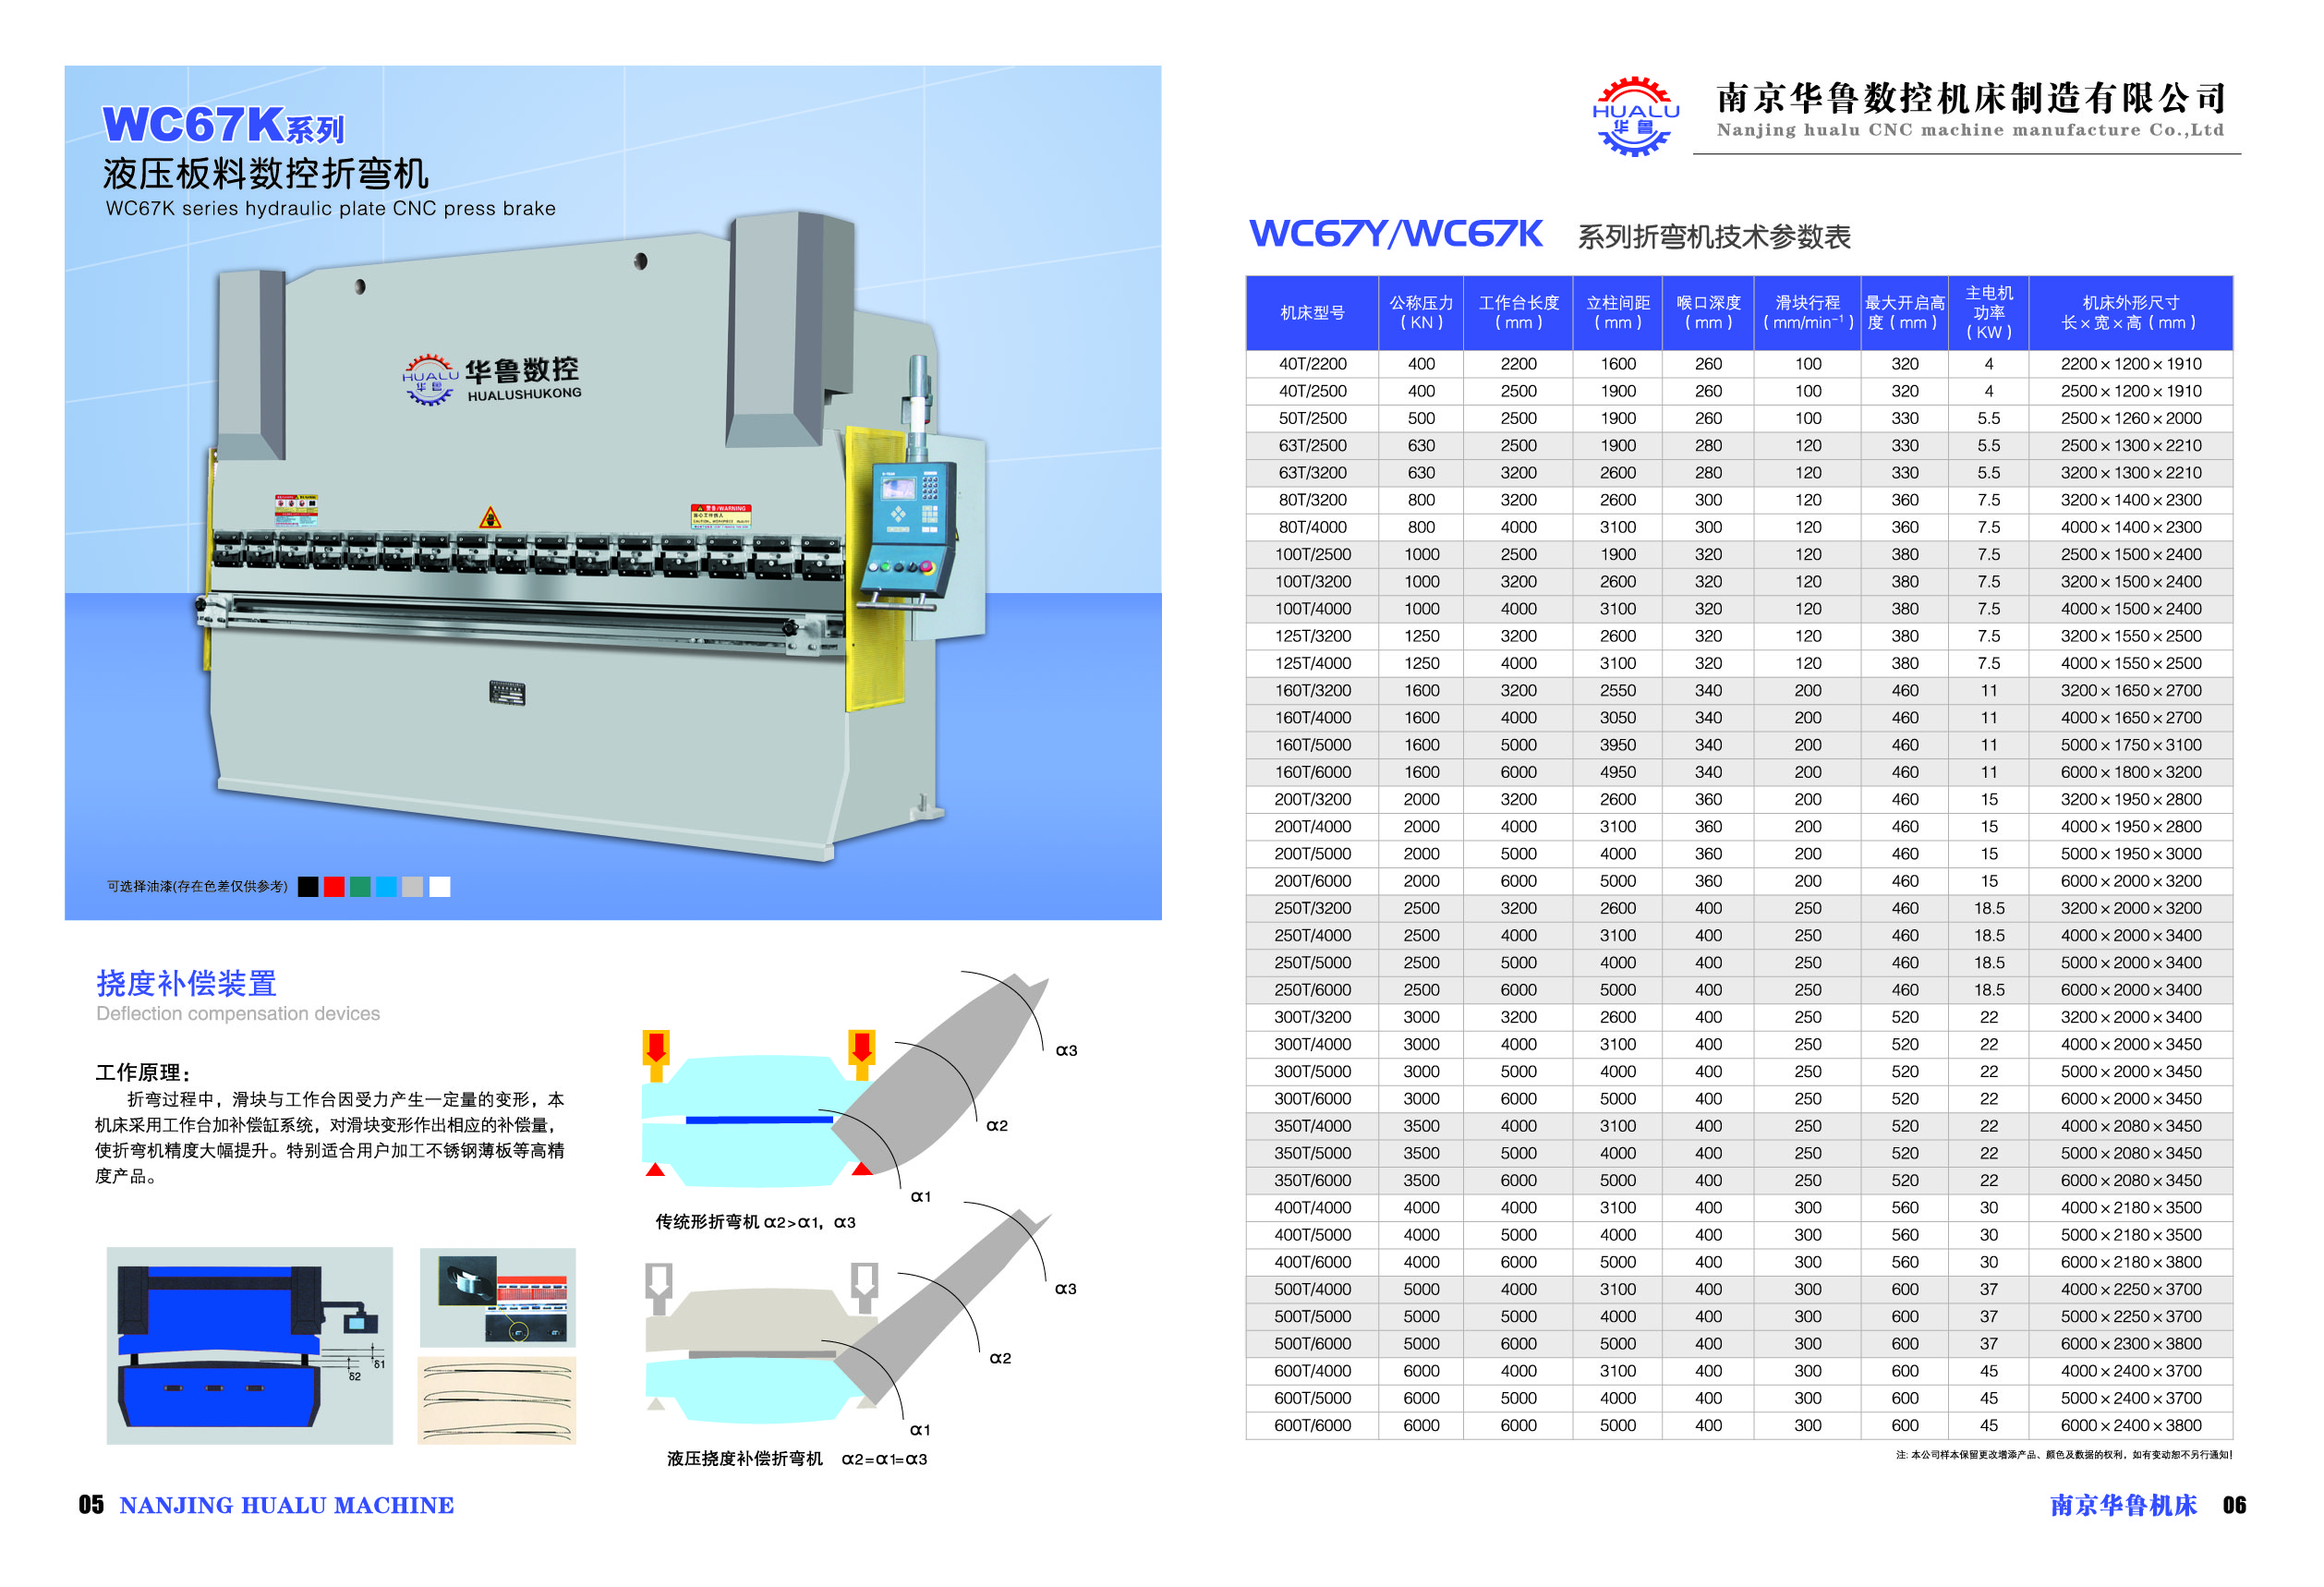 WC67K系列
液压板料数控折弯机
WC67K series hydraulic plate CNC press brake
HUALU
华鲁
华鲁数控
HUALUSHUKONG
警告/WARNING
可选择油漆(存在色差仅供参考)
挠度补偿装置
Deflection compensation devices
工作原理：
折弯过程中，滑块与工作台因受力产生一定量的变形，本
机床采用工作台加补偿缸系统，对滑块变形作出相应的补偿量，
使折弯机精度大幅提升。特别适合用户加工不锈钢薄板等高精
度产品。
δ1
δ2
α3
α2
α1
传统形折弯机 α2>α1，α3
α3
α2
α1
液压挠度补偿折弯机 α2=α1=α3
05 NANJING HUALU MACHINE
HUALU
华鲁
南京华鲁数控机床制造有限公司
Nanjing hualu CNC machine manufacture Co.,Ltd
WC67Y/WC67K 系列折弯机技术参数表
机床型号 公称压力（KN） 工作台长度（mm） 立柱间距（mm） 喉口深度（mm） 滑块行程（mm/min⁻¹） 最大开启高度（mm） 主电机功率（KW） 机床外形尺寸长×宽×高（mm）
40T/2200 400 2200 1600 260 100 320 4 2200×1200×1910
40T/2500 400 2500 1900 260 100 320 4 2500×1200×1910
50T/2500 500 2500 1900 260 100 330 5.5 2500×1260×2000
63T/2500 630 2500 1900 280 120 330 5.5 2500×1300×2210
63T/3200 630 3200 2600 280 120 330 5.5 3200×1300×2210
80T/3200 800 3200 2600 300 120 360 7.5 3200×1400×2300
80T/4000 800 4000 3100 300 120 360 7.5 4000×1400×2300
100T/2500 1000 2500 1900 320 120 380 7.5 2500×1500×2400
100T/3200 1000 3200 2600 320 120 380 7.5 3200×1500×2400
100T/4000 1000 4000 3100 320 120 380 7.5 4000×1500×2400
125T/3200 1250 3200 2600 320 120 380 7.5 3200×1550×2500
125T/4000 1250 4000 3100 320 120 380 7.5 4000×1550×2500
160T/3200 1600 3200 2550 340 200 460 11 3200×1650×2700
160T/4000 1600 4000 3050 340 200 460 11 4000×1650×2700
160T/5000 1600 5000 3950 340 200 460 11 5000×1750×3100
160T/6000 1600 6000 4950 340 200 460 11 6000×1800×3200
200T/3200 2000 3200 2600 360 200 460 15 3200×1950×2800
200T/4000 2000 4000 3100 360 200 460 15 4000×1950×2800
200T/5000 2000 5000 4000 360 200 460 15 5000×1950×3000
200T/6000 2000 6000 5000 360 200 460 15 6000×2000×3200
250T/3200 2500 3200 2600 400 250 460 18.5 3200×2000×3200
250T/4000 2500 4000 3100 400 250 460 18.5 4000×2000×3400
250T/5000 2500 5000 4000 400 250 460 18.5 5000×2000×3400
250T/6000 2500 6000 5000 400 250 460 18.5 6000×2000×3400
300T/3200 3000 3200 2600 400 250 520 22 3200×2000×3400
300T/4000 3000 4000 3100 400 250 520 22 4000×2000×3450
300T/5000 3000 5000 4000 400 250 520 22 5000×2000×3450
300T/6000 3000 6000 5000 400 250 520 22 6000×2000×3450
350T/4000 3500 4000 3100 400 250 520 22 4000×2080×3450
350T/5000 3500 5000 4000 400 250 520 22 5000×2080×3450
350T/6000 3500 6000 5000 400 250 520 22 6000×2080×3450
400T/4000 4000 4000 3100 400 300 560 30 4000×2180×3500
400T/5000 4000 5000 4000 400 300 560 30 5000×2180×3500
400T/6000 4000 6000 5000 400 300 560 30 6000×2180×3800
500T/4000 5000 4000 3100 400 300 600 37 4000×2250×3700
500T/5000 5000 5000 4000 400 300 600 37 5000×2250×3700
500T/6000 5000 6000 5000 400 300 600 37 6000×2300×3800
600T/4000 6000 4000 3100 400 300 600 45 4000×2400×3700
600T/5000 6000 5000 4000 400 300 600 45 5000×2400×3700
600T/6000 6000 6000 5000 400 300 600 45 6000×2400×3800
注: 本公司样本保留更改增添产品、颜色及数据的权利，如有变动恕不另行通知！
南京华鲁机床 06